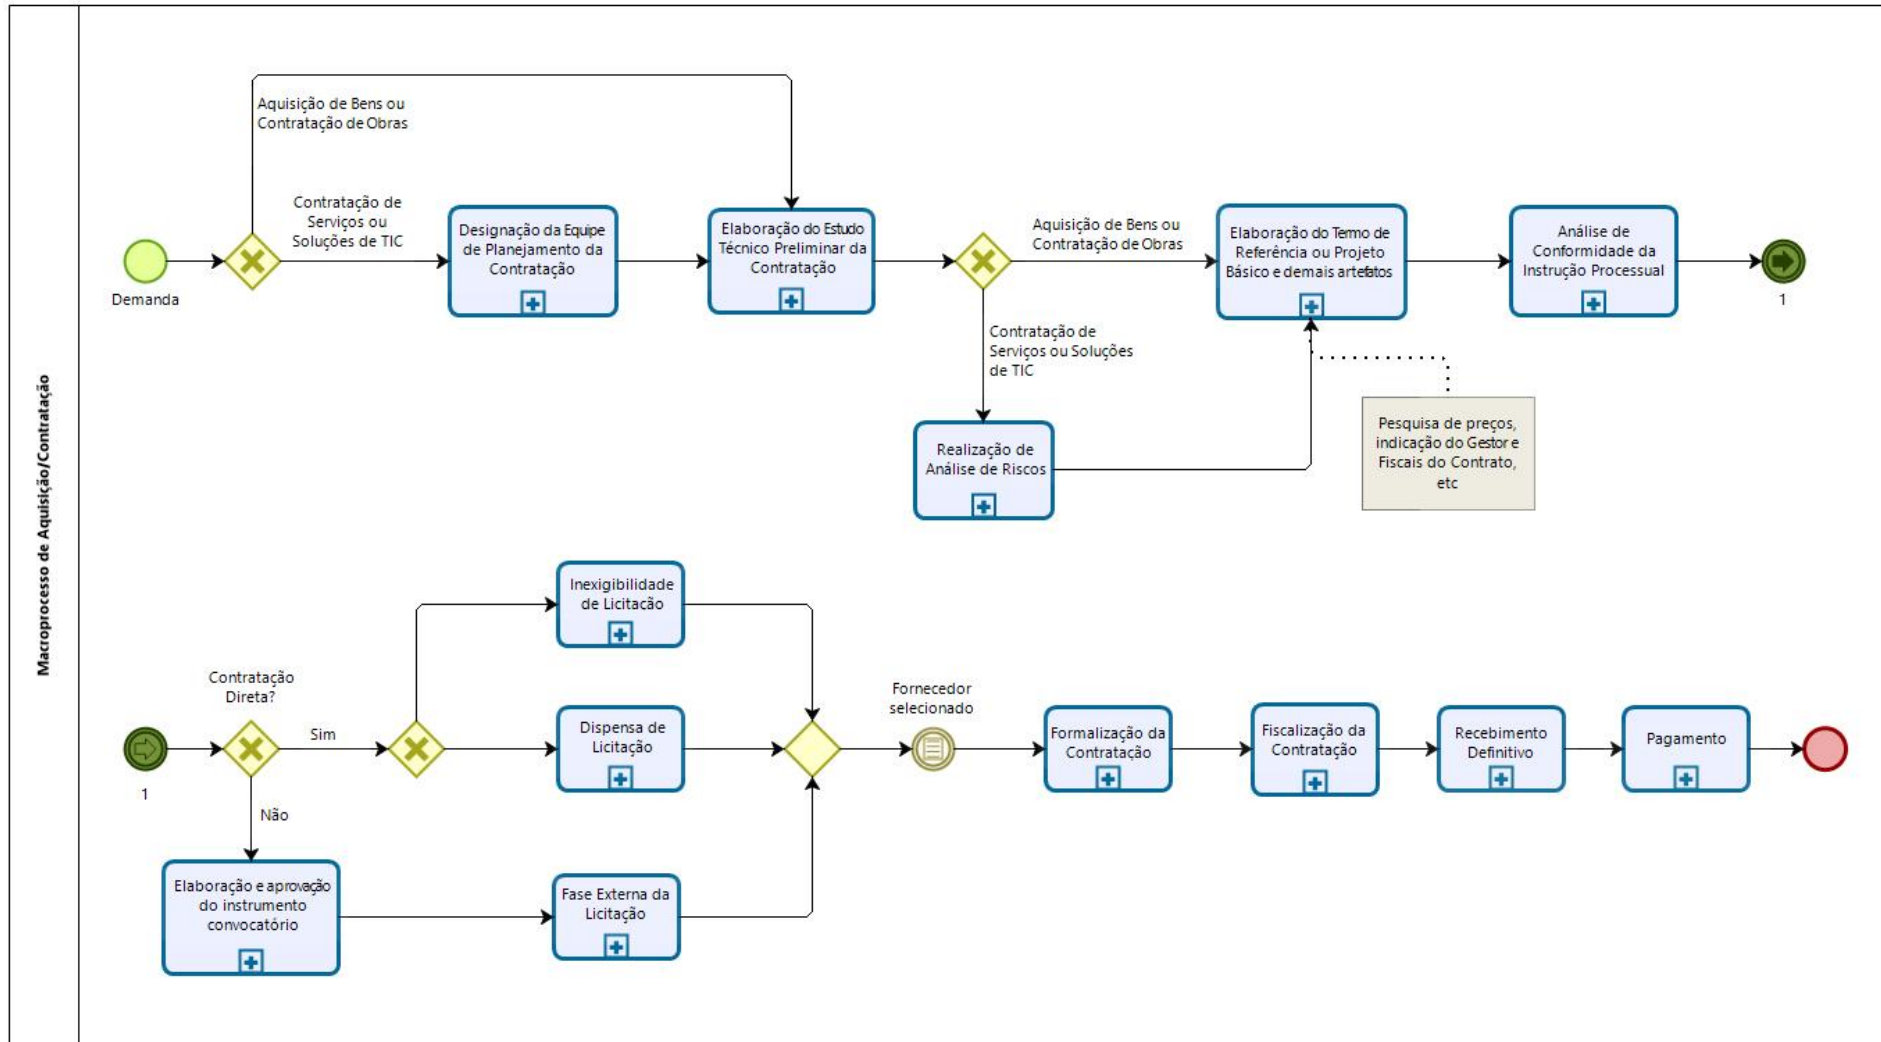 Macroprocesso de Aquisição/Contratação
Aquisição de Bens ou
Contratação de Obras
Demanda
Contratação de
Serviços ou
Soluções de TIC
Designação da Equipe
de Planejamento da
Contratação
Elaboração do Estudo
Técnico Preliminar da
Contratação
Aquisição de Bens ou
Contratação de Obras
Contratação de
Serviços ou Soluções
de TIC
Realização de
Análise de Riscos
Elaboração do Termo de
Referência ou Projeto
Básico e demais artefatos
Pesquisa de preços,
indicação do Gestor e
Fiscais do Contrato,
etc
Análise de
Conformidade da
Instrução Processual
1
1
Contratação
Direta?
Sim
Não
Inexigibilidade
de Licitação
Dispensa de
Licitação
Elaboração e aprovação
do instrumento
convocatório
Fase Externa da
Licitação
Fornecedor
selecionado
Formalização da
Contratação
Fiscalização da
Contratação
Recebimento
Definitivo
Pagamento